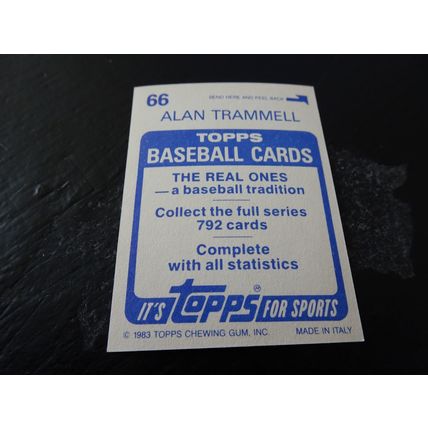 66 BEND HERE AND PEEL BACK
ALAN TRAMMELL
TOPPS
BASEBALL CARDS
THE REAL ONES
— a baseball tradition
Collect the full series
792 cards
Complete
with all statistics
IT'S topps® FOR SPORTS
© 1983 TOPPS CHEWING GUM, INC. MADE IN ITALY